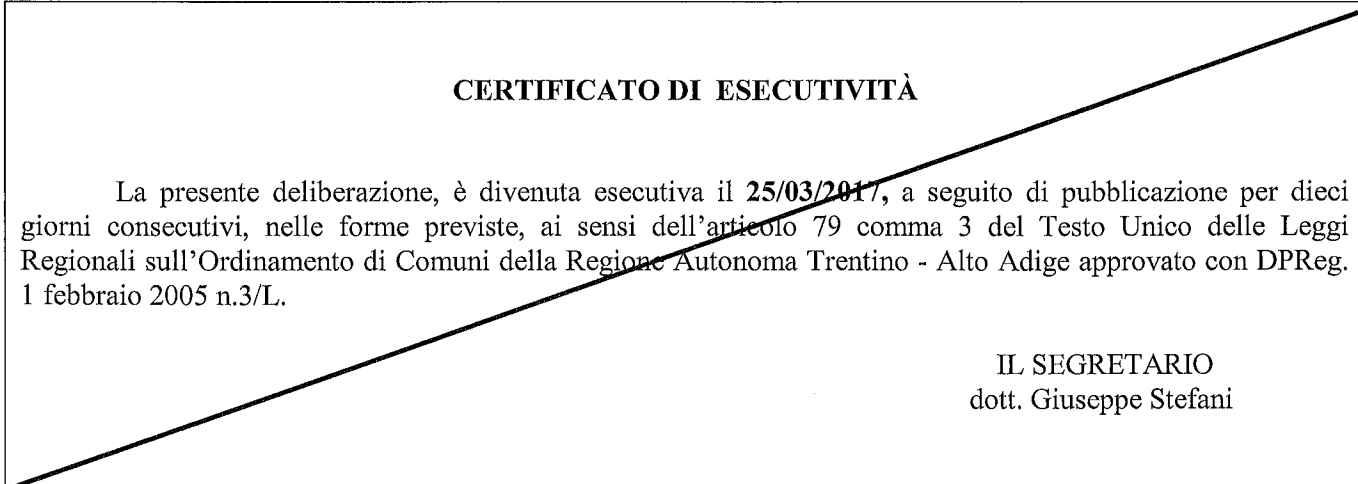 CERTIFICATO DI ESECUTIVITÀ
La presente deliberazione, è divenuta esecutiva il 25/03/2017, a seguito di pubblicazione per dieci
giorni consecutivi, nelle forme previste, ai sensi dell'articolo 79 comma 3 del Testo Unico delle Leggi
Regionali sull'Ordinamento di Comuni della Regione Autonoma Trentino - Alto Adige approvato con DPReg.
1 febbraio 2005 n.3/L.
IL SEGRETARIO
dott. Giuseppe Stefani